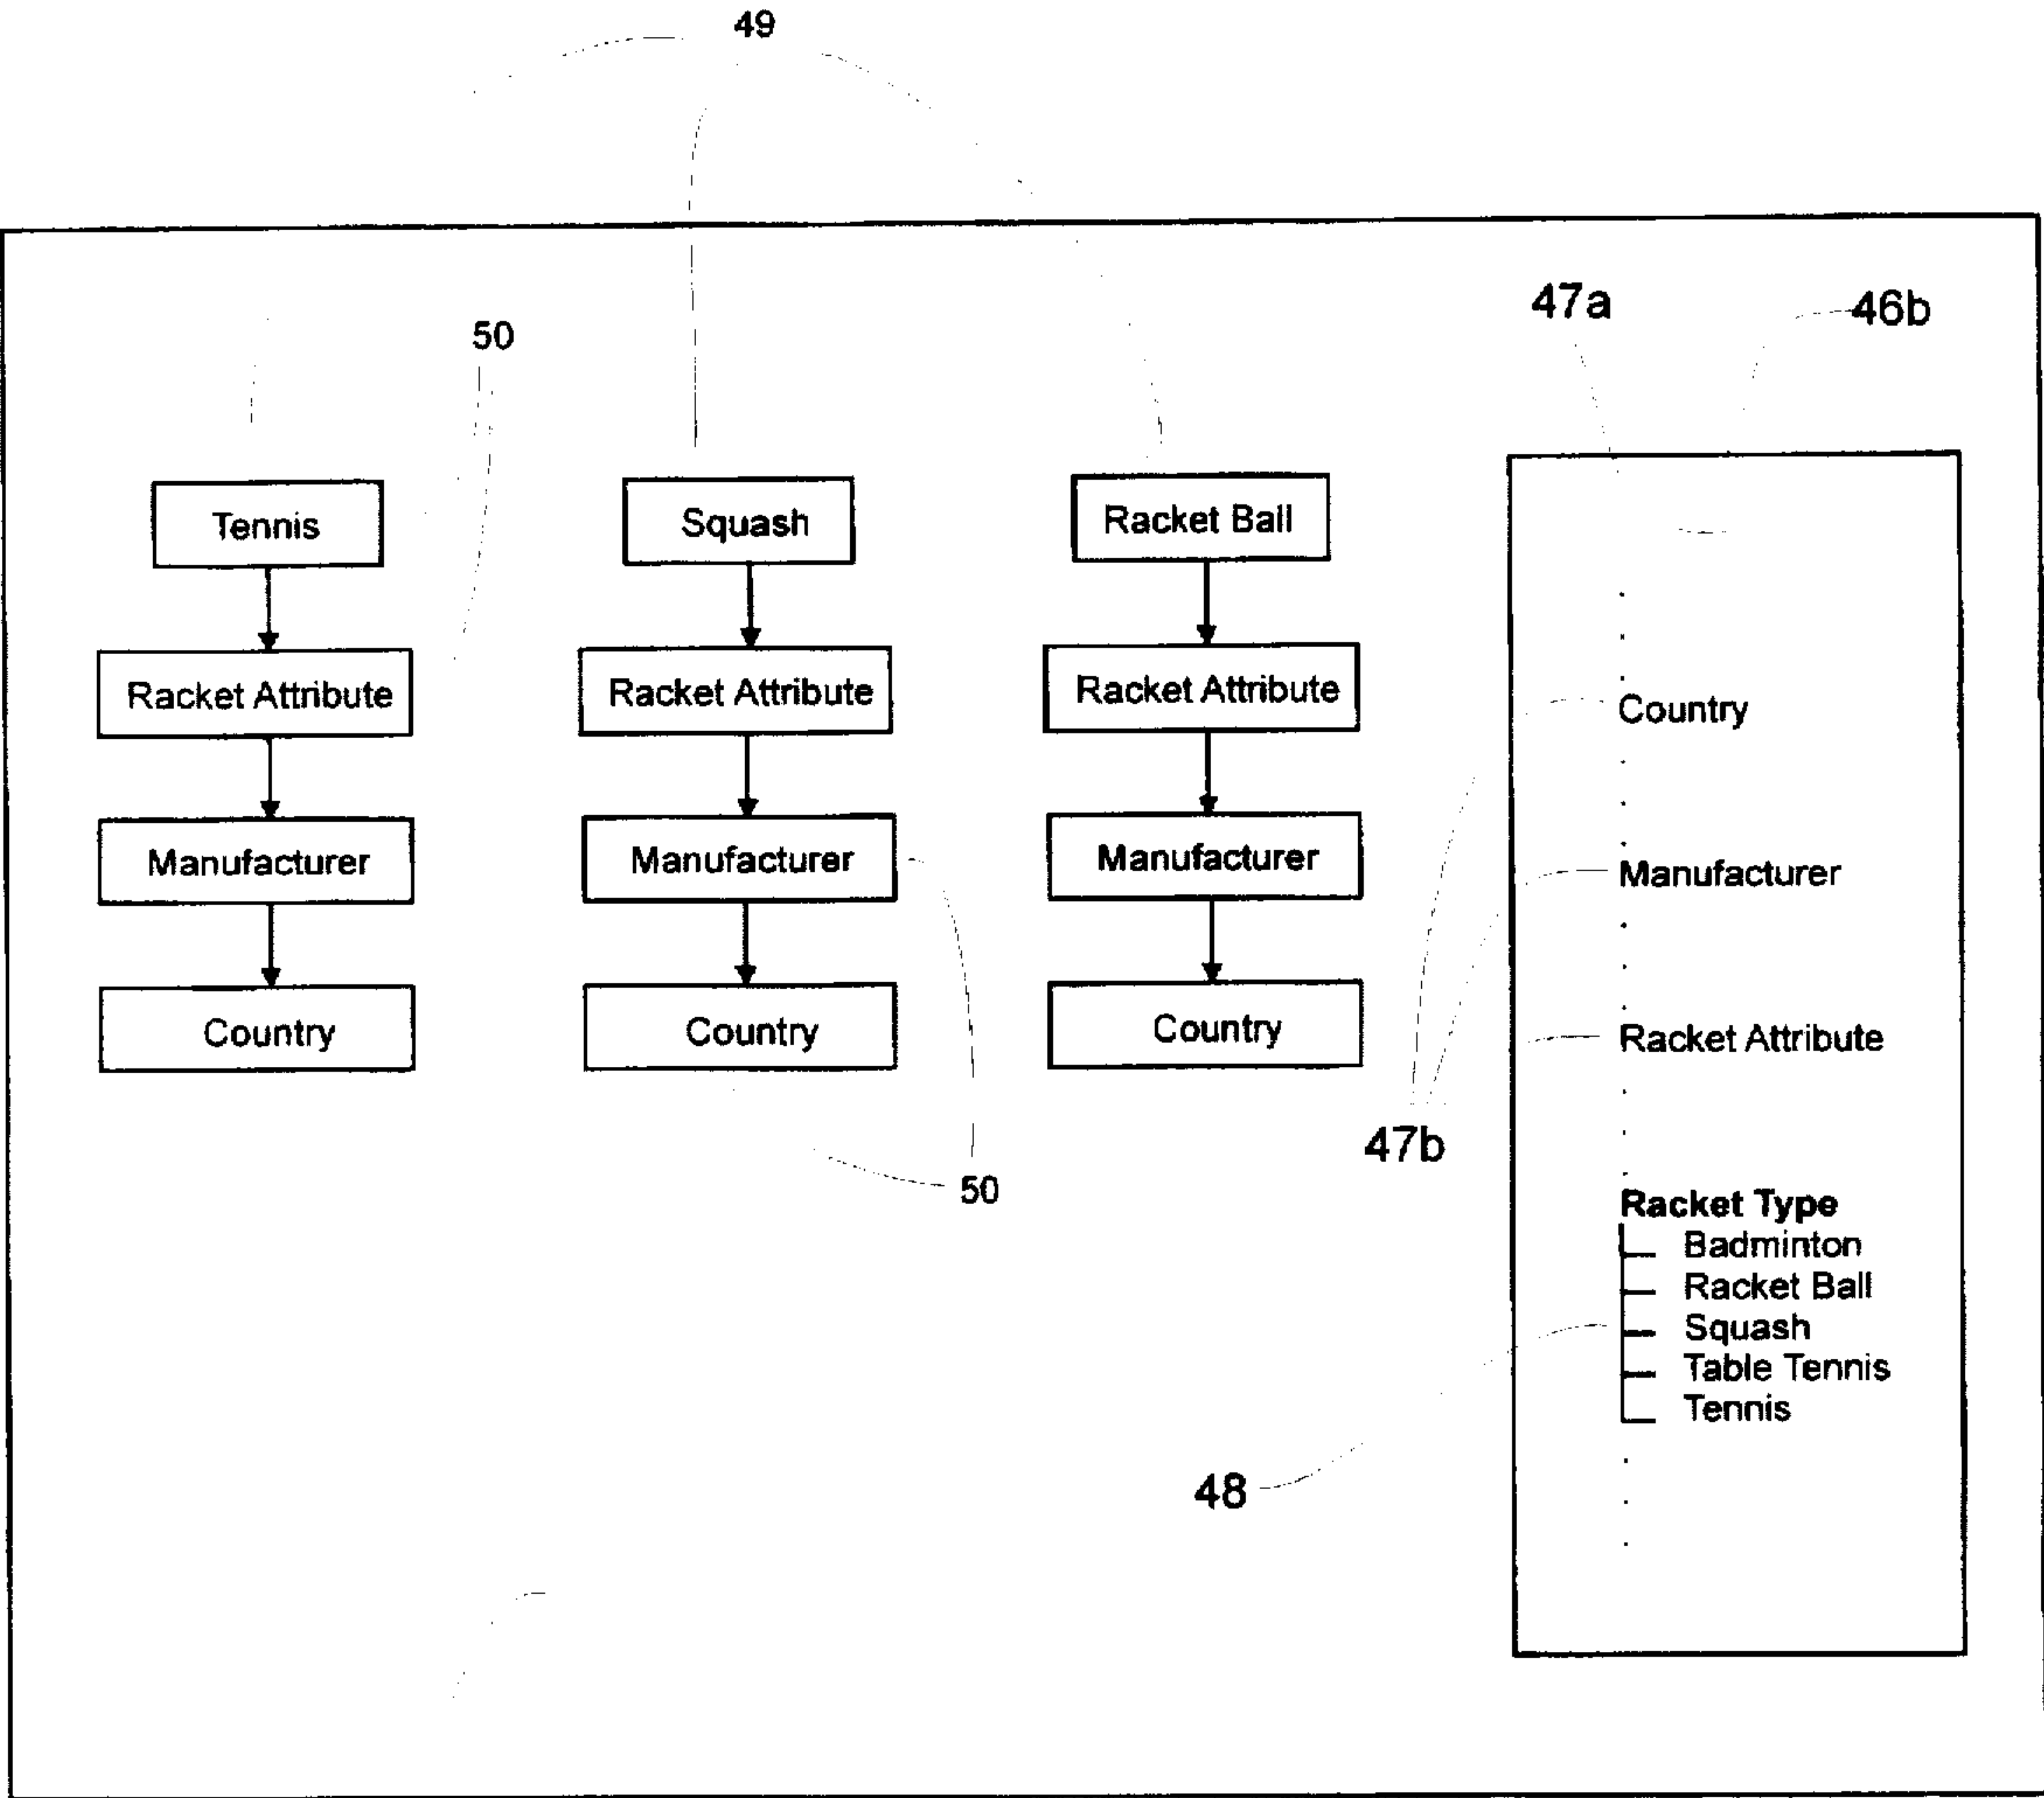 49
47a
46b
50
Tennis
Squash
Racket Ball
Racket Attribute
Racket Attribute
Racket Attribute
Country
Manufacturer
Manufacturer
Manufacturer
Manufacturer
Country
Country
Country
Racket Attribute
47b
50
Racket Type
Badminton
Racket Ball
Squash
Table Tennis
Tennis
48